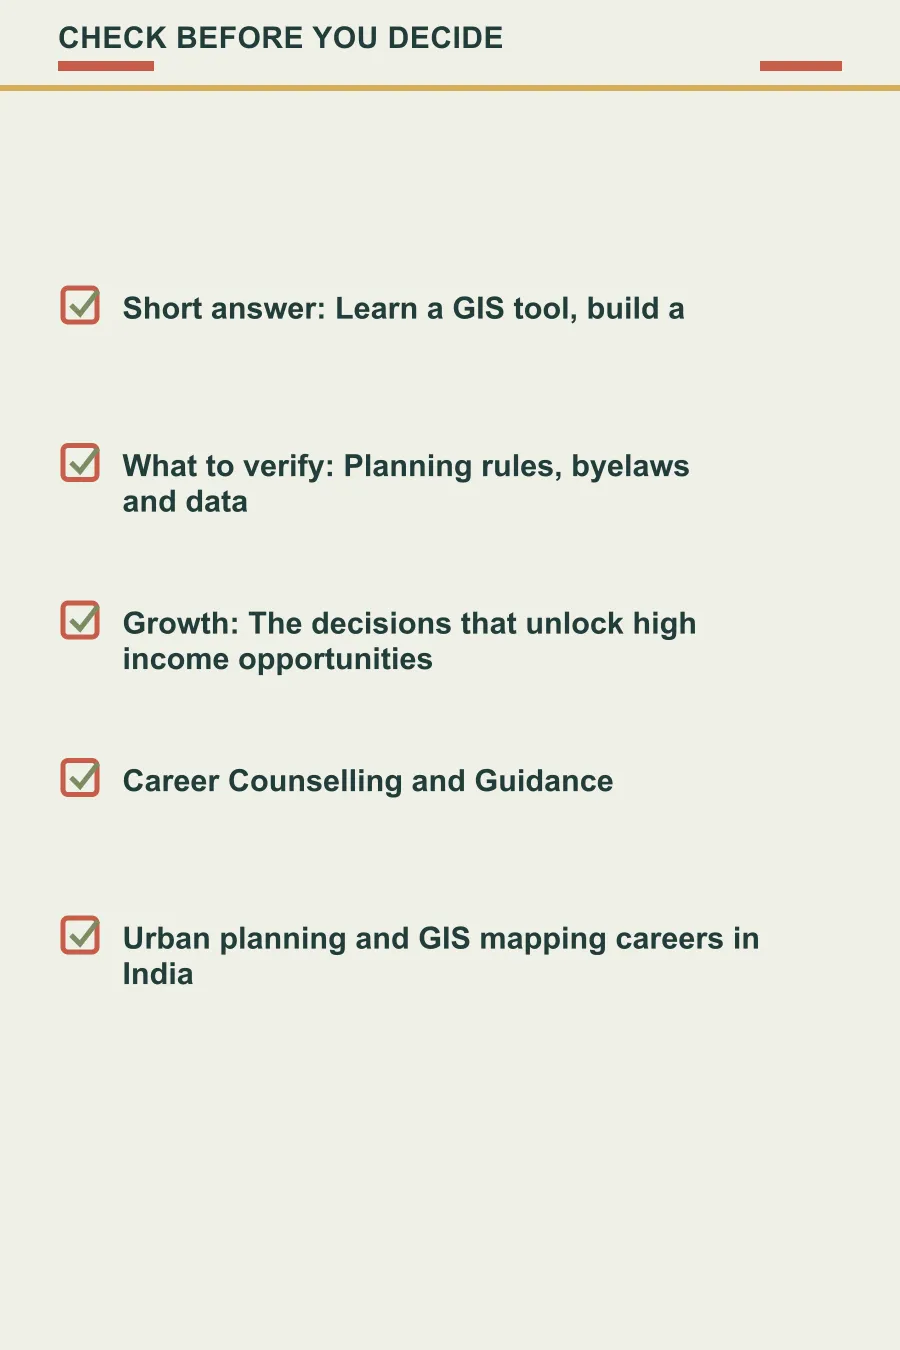 CHECK BEFORE YOU DECIDE
Short answer: Learn a GIS tool, build a
What to verify: Planning rules, byelaws
and data
Growth: The decisions that unlock high
income opportunities
Career Counselling and Guidance
Urban planning and GIS mapping careers in
India